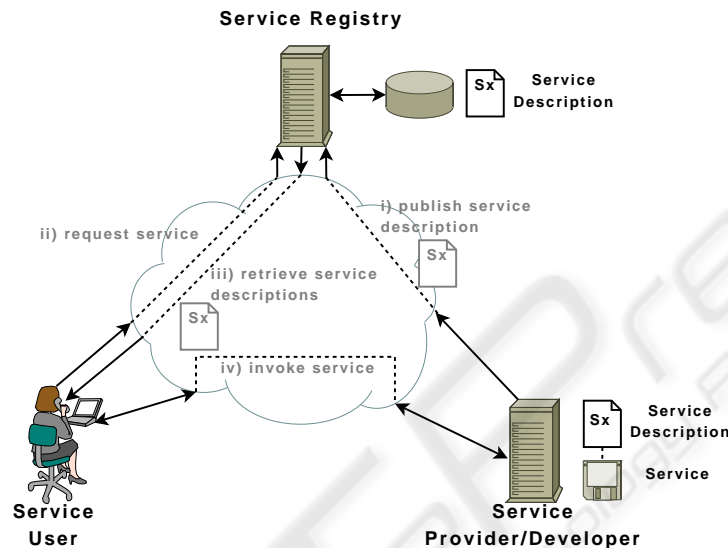 Service Registry
Sx
Service
Description
i) publish service
description
Sx
ii) request service
iii) retrieve service
descriptions
Sx
iv) invoke service
Sx
Service
Description
Service
Service
User
Service
Provider/Developer